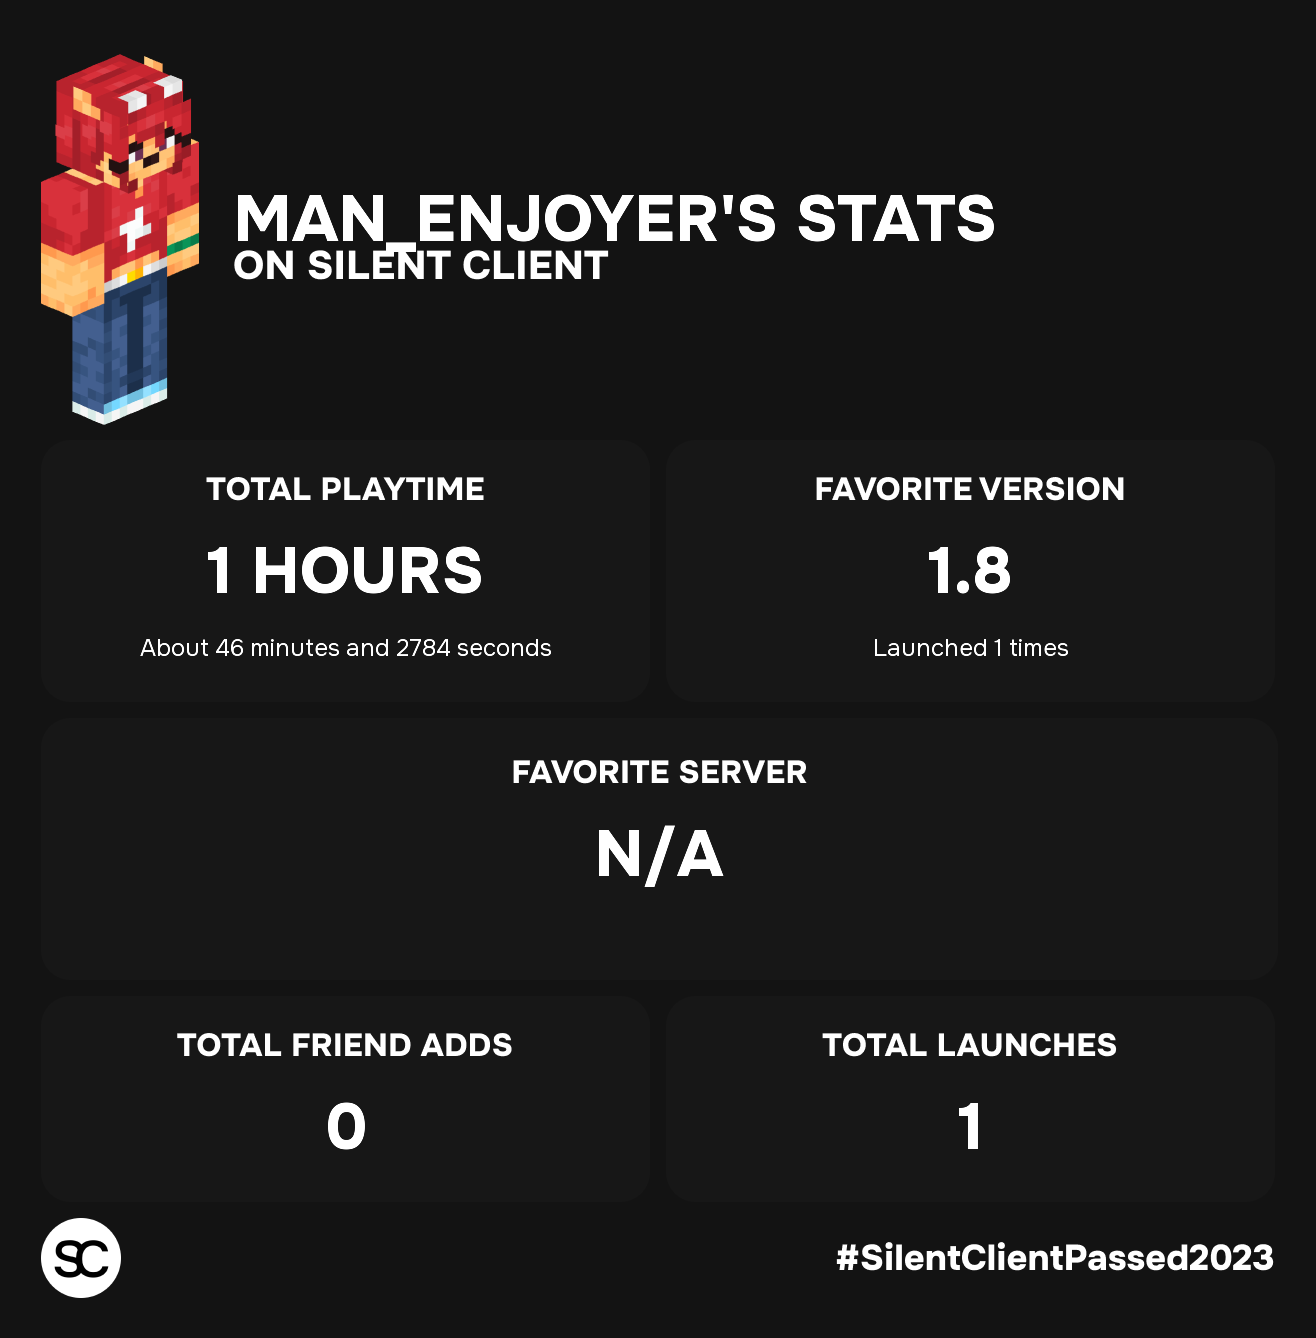 MAN_ENJOYER'S STATS
ON SILENT CLIENT
TOTAL PLAYTIME
1 HOURS
About 46 minutes and 2784 seconds
FAVORITE VERSION
1.8
Launched 1 times
FAVORITE SERVER
N/A
TOTAL FRIEND ADDS
0
TOTAL LAUNCHES
1
SC
#SilentClientPassed2023